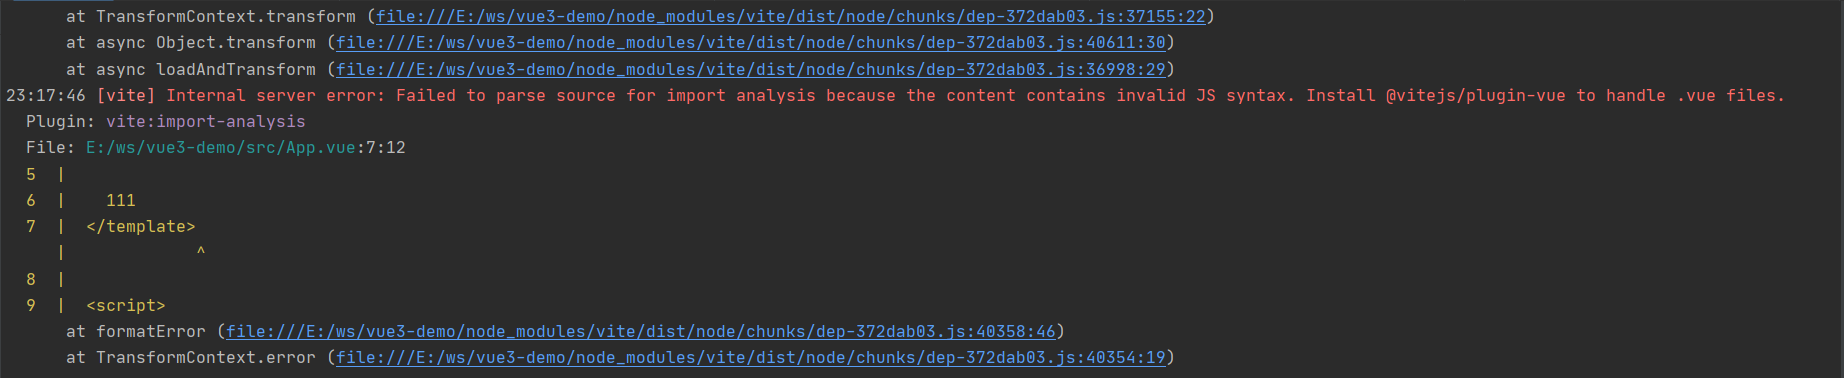 at TransformContext.transform (file:///E:/ws/vue3-demo/node_modules/vite/dist/node/chunks/dep-372dab03.js:37155:22)
at async Object.transform (file:///E:/ws/vue3-demo/node_modules/vite/dist/node/chunks/dep-372dab03.js:40611:30)
at async loadAndTransform (file:///E:/ws/vue3-demo/node_modules/vite/dist/node/chunks/dep-372dab03.js:36998:29)
23:17:46 [vite] Internal server error: Failed to parse source for import analysis because the content contains invalid JS syntax. Install @vitejs/plugin-vue to handle .vue files.
Plugin: vite:import-analysis
File: E:/ws/vue3-demo/src/App.vue:7:12
5  |
6  |    111
7  |  </template>
|             ^
8  |
9  |  <script>
at formatError (file:///E:/ws/vue3-demo/node_modules/vite/dist/node/chunks/dep-372dab03.js:40358:46)
at TransformContext.error (file:///E:/ws/vue3-demo/node_modules/vite/dist/node/chunks/dep-372dab03.js:40354:19)